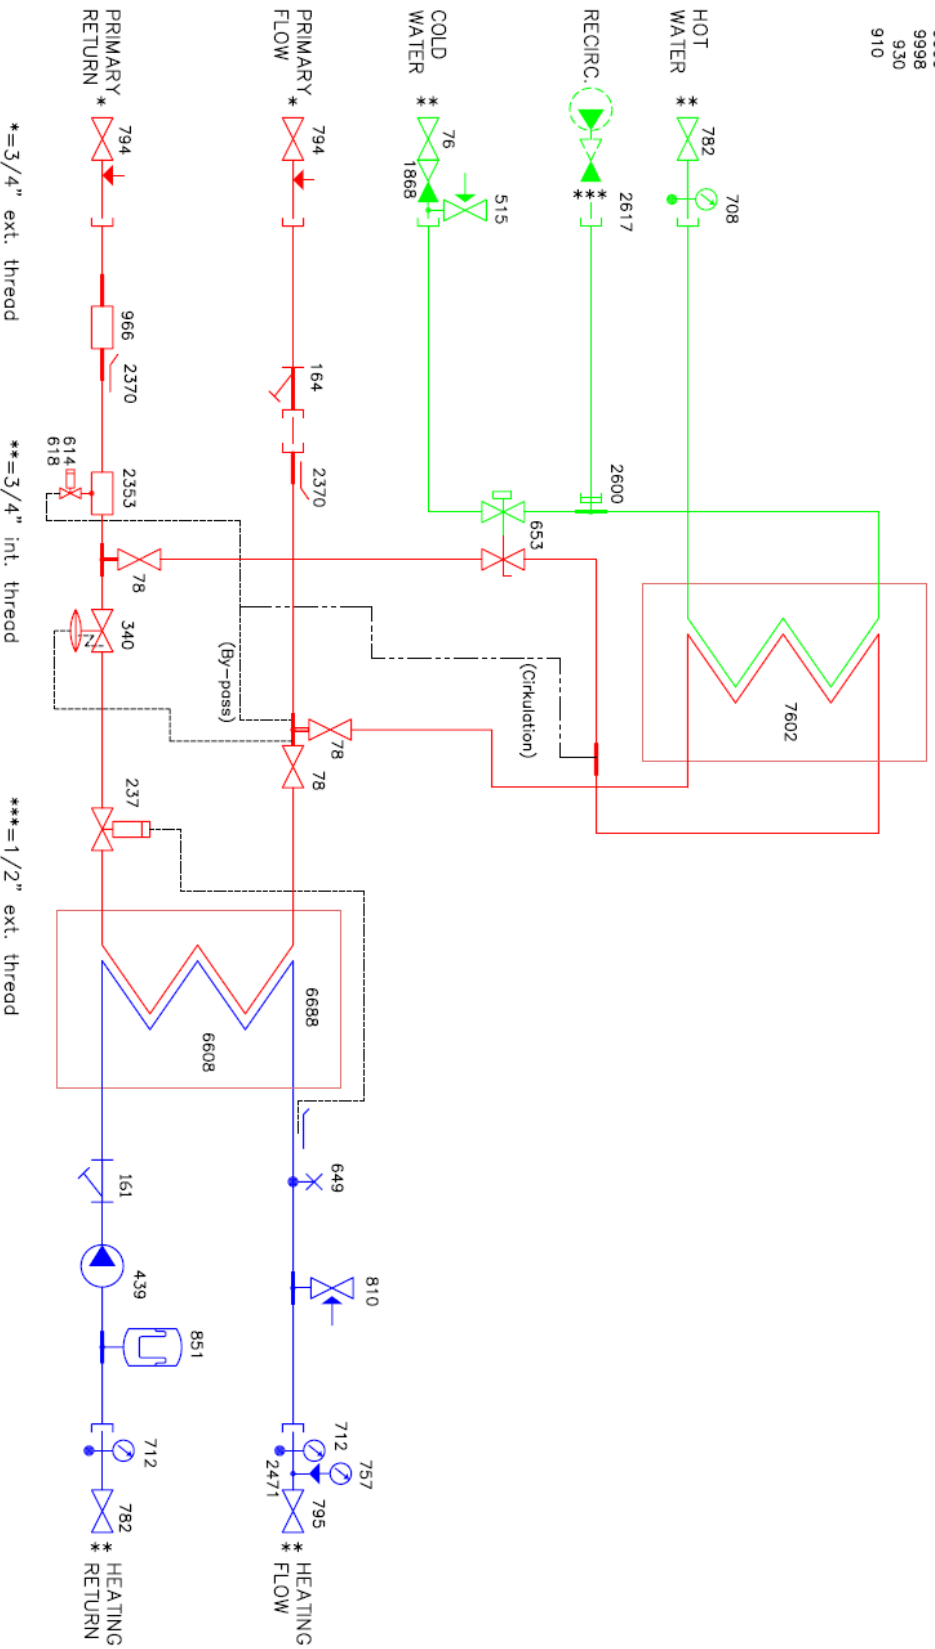 9998
930
910
HOT
WATER
**
782
708
7602
RECIRC.
***
2617
2600
COLD
WATER
**
76
1868
515
653
(Cirkulation)
PRIMARY
FLOW
*
794
164
2370
78
78
(By-pass)
6688
6608
649
810
712
757
2471
795
*
*
HEATING
FLOW
PRIMARY
RETURN
*
794
966
2370
614
618
2353
78
340
237
161
439
851
712
782
*
*
HEATING
RETURN
*=3/4" ext. thread
**=3/4" int. thread
***=1/2" ext. thread